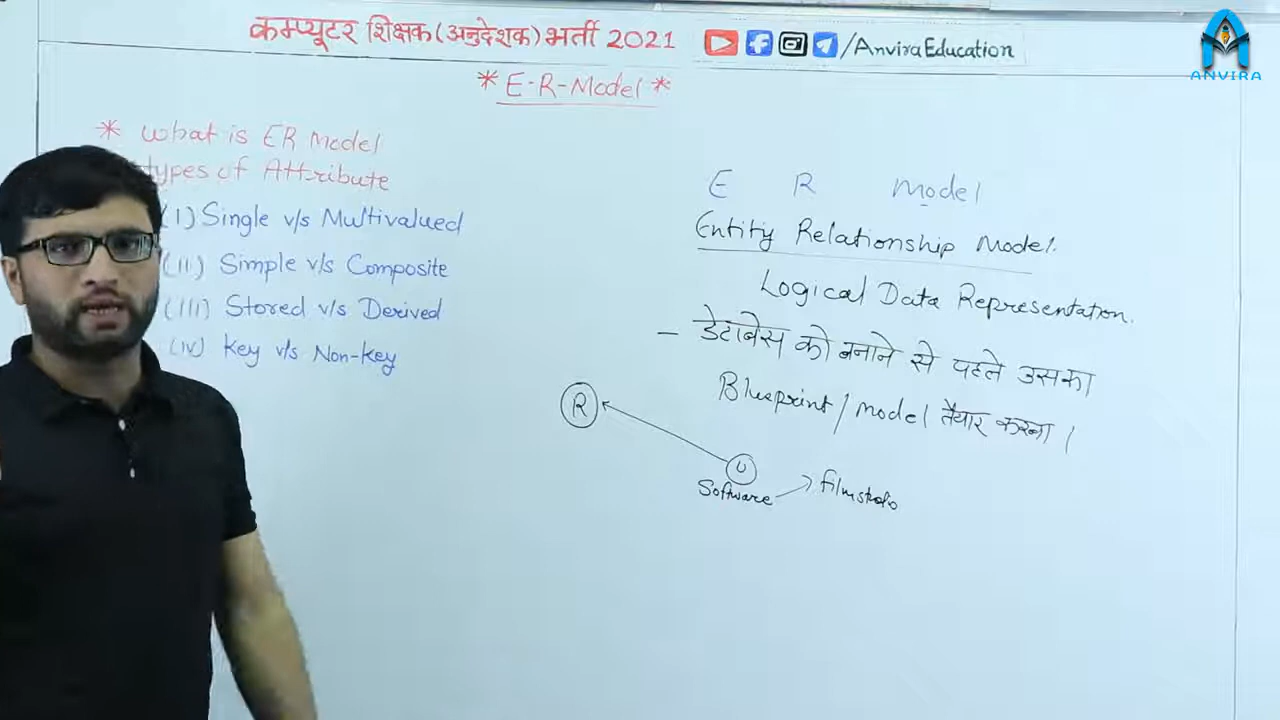 कम्प्यूटर शिक्षक (अनुदेशक) भर्ती 2021
/AnviraEducation
ANVIRA
* E-R-Model *
* What is ER Model
types of Attribute
(I) Single v/s Multivalued
(II) Simple v/s Composite
(III) Stored v/s Derived
(IV) Key v/s Non-key
E R Model
Entity Relationship Model.
Logical Data Representation.
– डेटाबेस को बनाने से पहले उसका
Blueprint / Model तैयार करना।
R
U
Software → filmstudio